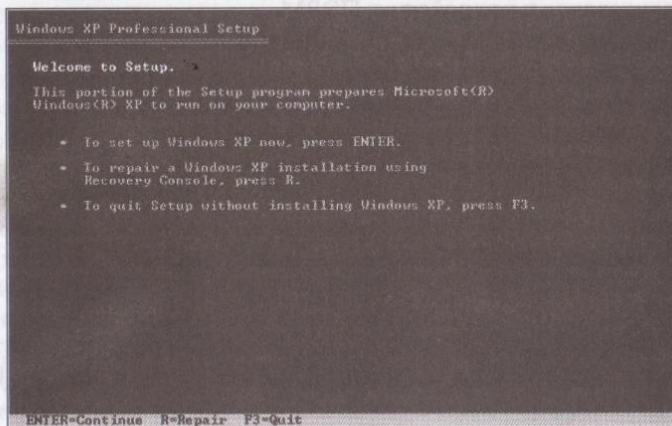 Windows XP Professional Setup
Welcome to Setup.
This portion of the Setup program prepares Microsoft(R)
Windows(R) XP to run on your computer.
• To set up Windows XP now, press ENTER.
• To repair a Windows XP installation using
Recovery Console, press R.
• To quit Setup without installing Windows XP, press F3.
ENTER=Continue R=Repair F3=Quit